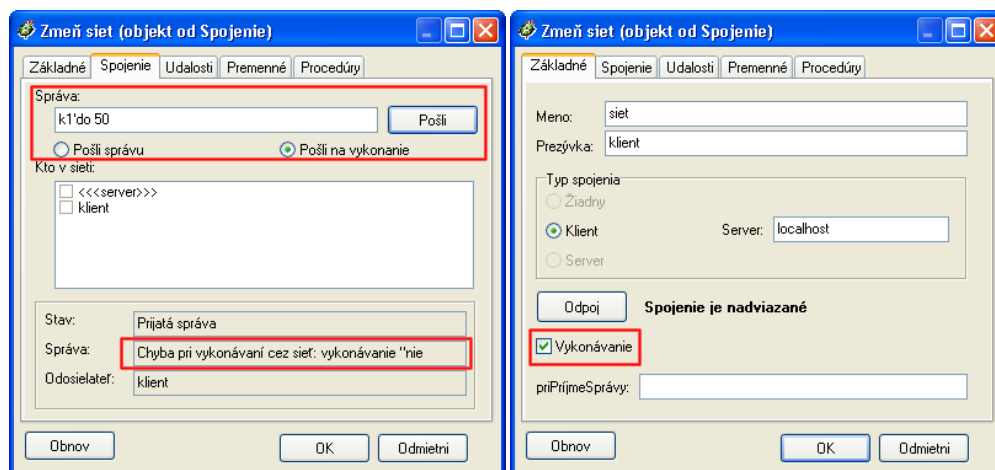 Zmeň siet (objekt od Spojenie)
Základné Spojenie Udalosti Premenné Procedúry
Správa:
k1'do 50
Pošli
Pošli správu Pošli na vykonanie
Kto v sieti:
<<<server>>>
klient
Stav: Prijatá správa
Správa: Chyba pri vykonávaní cez sieť: vykonávanie "nie
Odosielateľ: klient
Obnov OK Odmietni
Zmeň siet (objekt od Spojenie)
Základné Spojenie Udalosti Premenné Procedúry
Meno: siet
Prezývka: klient
Typ spojenia
Žiadny
Klient Server: localhost
Server
Odpoj Spojenie je nadviazané
Vykonávanie
priPríjmeSprávy:
Obnov OK Odmietni